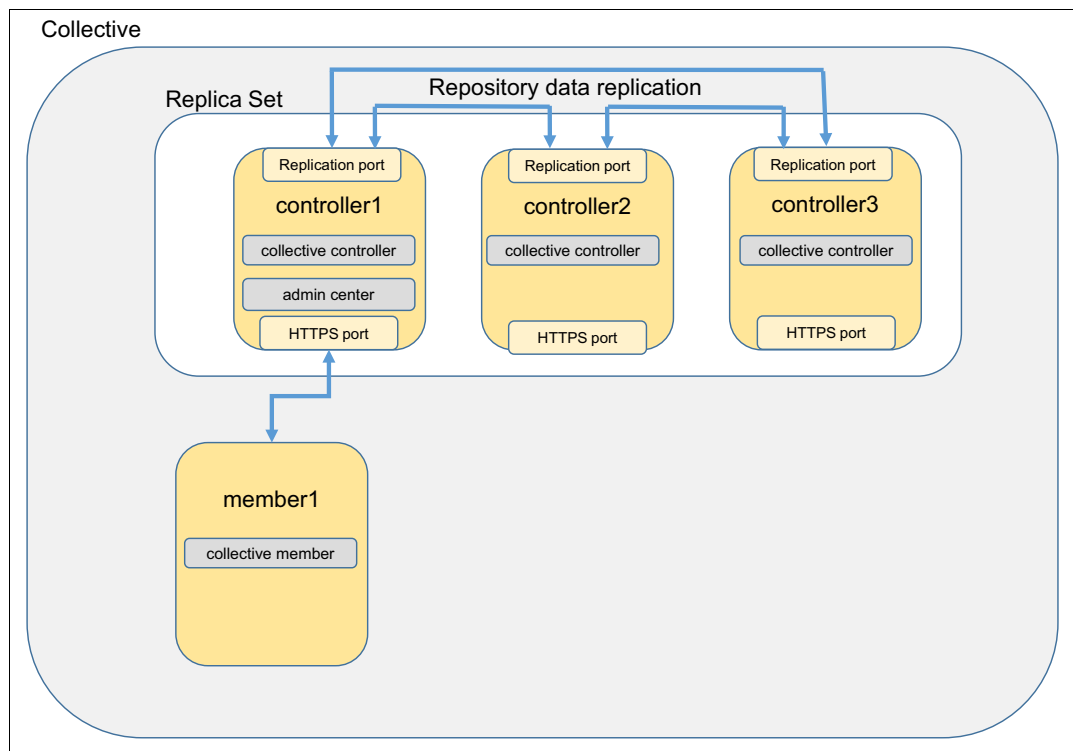 Collective
Replica Set
Repository data replication
Replication port
Replication port
Replication port
controller1
controller2
controller3
collective controller
collective controller
collective controller
admin center
HTTPS port
HTTPS port
HTTPS port
member1
collective member